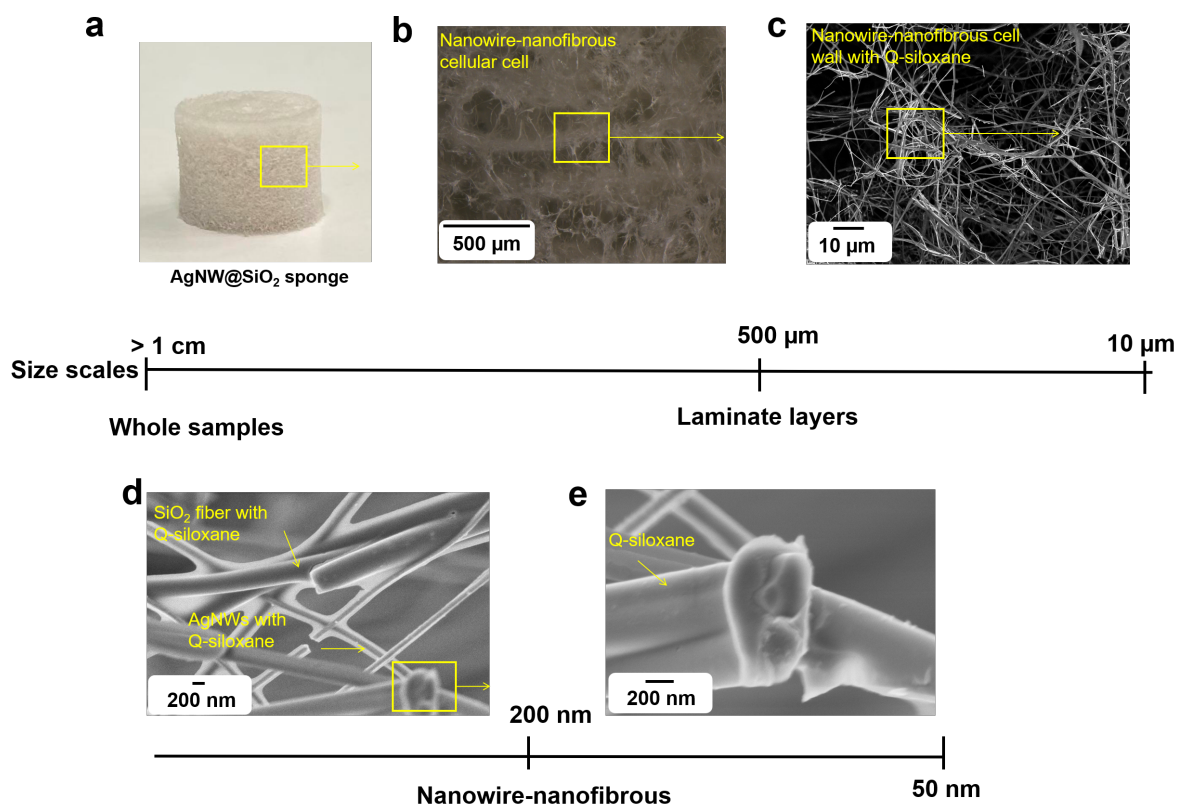 a
b
c
Nanowire-nanofibrous
cellular cell
Nanowire-nanofibrous cell
wall with Q-siloxane
500 µm
10 µm
AgNW@SiO₂ sponge
> 1 cm
500 µm
10 µm
Size scales
Whole samples
Laminate layers
d
e
SiO₂ fiber with
Q-siloxane
Q-siloxane
AgNWs with
Q-siloxane
200 nm
200 nm
200 nm
50 nm
Nanowire-nanofibrous